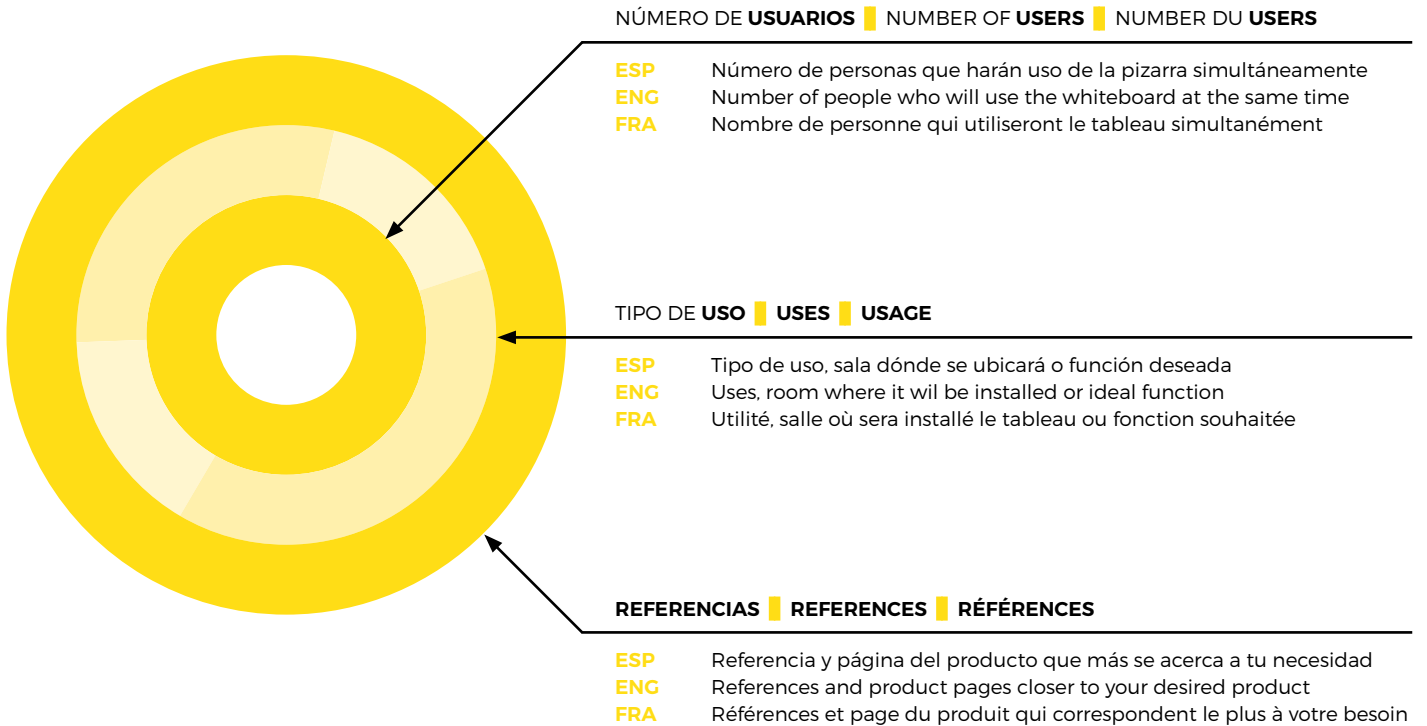 NÚMERO DE USUARIOS NUMBER OF USERS NUMBER DU USERS
ESP Número de personas que harán uso de la pizarra simultáneamente
ENG Number of people who will use the whiteboard at the same time
FRA Nombre de personne qui utiliseront le tableau simultanément
TIPO DE USO USES USAGE
ESP Tipo de uso, sala dónde se ubicará o función deseada
ENG Uses, room where it wil be installed or ideal function
FRA Utilité, salle où sera installé le tableau ou fonction souhaitée
REFERENCIAS REFERENCES RÉFÉRENCES
ESP Referencia y página del producto que más se acerca a tu necesidad
ENG References and product pages closer to your desired product
FRA Références et page du produit qui correspondent le plus à votre besoin